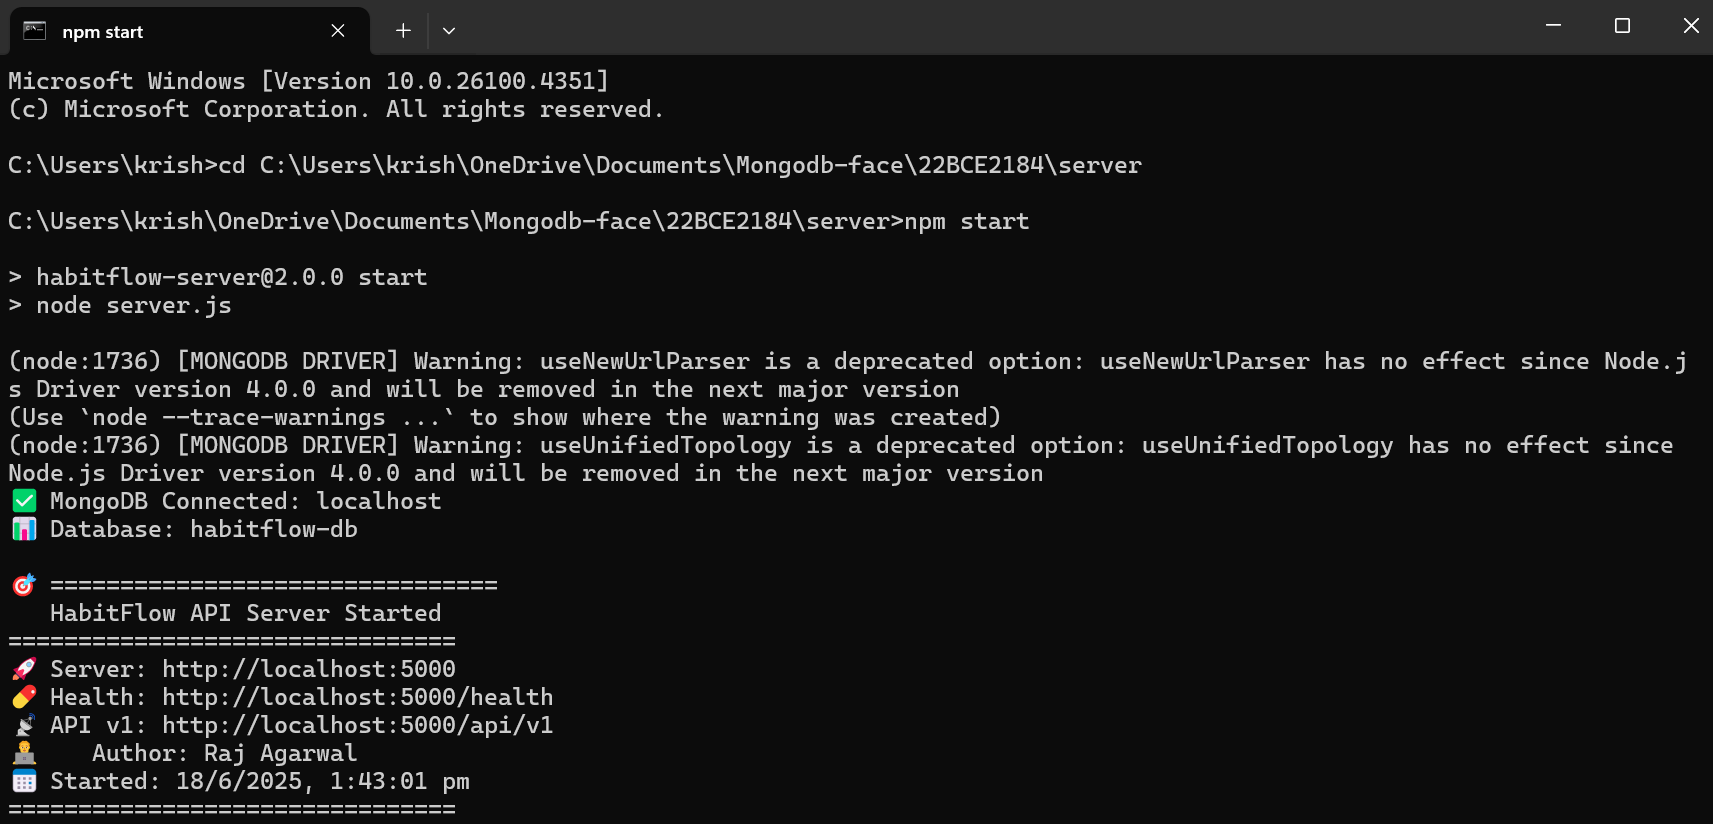 npm start
Microsoft Windows [Version 10.0.26100.4351]
(c) Microsoft Corporation. All rights reserved.
C:\Users\krish>cd C:\Users\krish\OneDrive\Documents\Mongodb-face\22BCE2184\server
C:\Users\krish\OneDrive\Documents\Mongodb-face\22BCE2184\server>npm start
> habitflow-server@2.0.0 start
> node server.js
(node:1736) [MONGODB DRIVER] Warning: useNewUrlParser is a deprecated option: useNewUrlParser has no effect since Node.j
s Driver version 4.0.0 and will be removed in the next major version
(Use `node --trace-warnings ...` to show where the warning was created)
(node:1736) [MONGODB DRIVER] Warning: useUnifiedTopology is a deprecated option: useUnifiedTopology has no effect since
Node.js Driver version 4.0.0 and will be removed in the next major version
✅ MongoDB Connected: localhost
📊 Database: habitflow-db
🎯 ================================
HabitFlow API Server Started
================================
🚀 Server: http://localhost:5000
💊 Health: http://localhost:5000/health
📡 API v1: http://localhost:5000/api/v1
👨‍💻 Author: Raj Agarwal
📅 Started: 18/6/2025, 1:43:01 pm
================================